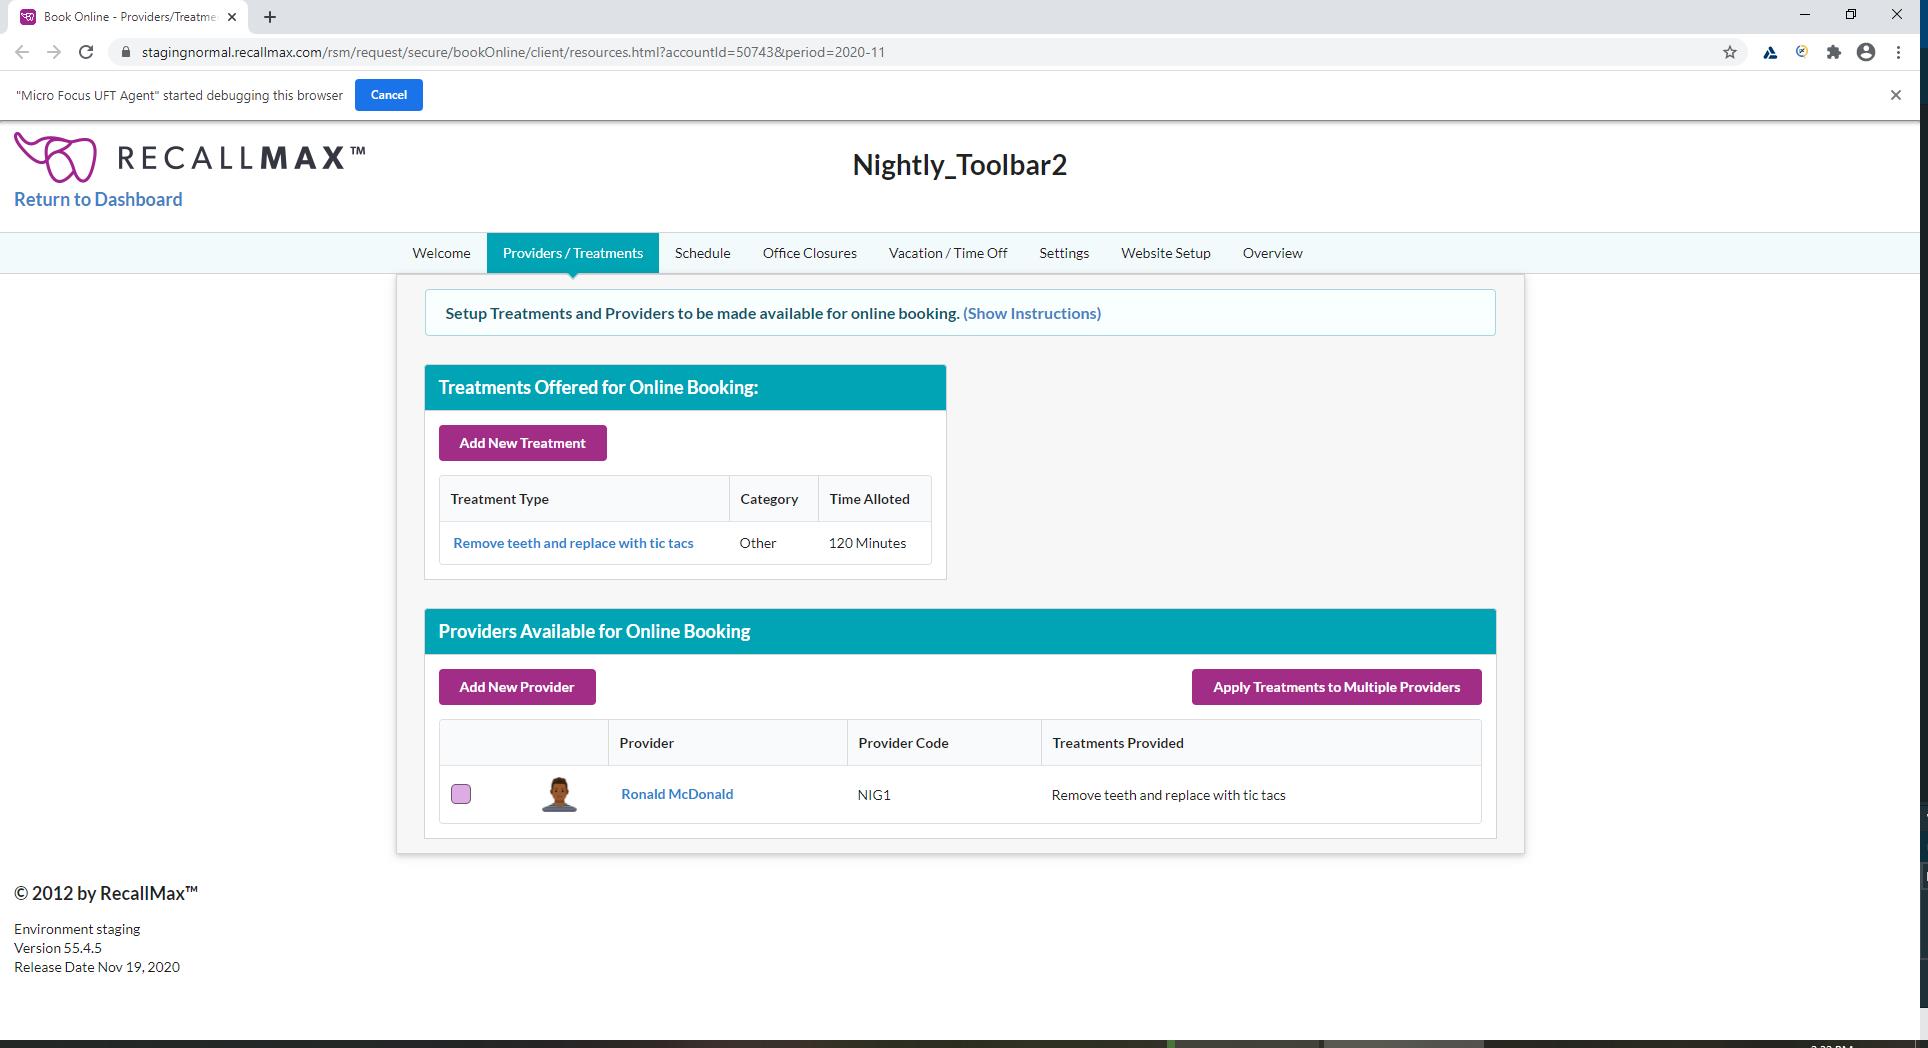 Book Online - Providers/Treatme
stagingnormal.recallmax.com/rsm/request/secure/bookOnline/client/resources.html?accountId=50743&period=2020-11
"Micro Focus UFT Agent" started debugging this browser
Cancel
RECALLMAX™
Nightly_Toolbar2
Return to Dashboard
Welcome Providers / Treatments Schedule Office Closures Vacation / Time Off Settings Website Setup Overview
Setup Treatments and Providers to be made available for online booking. (Show Instructions)
Treatments Offered for Online Booking:
Add New Treatment
Treatment Type Category Time Alloted
Remove teeth and replace with tic tacs Other 120 Minutes
Providers Available for Online Booking
Add New Provider Apply Treatments to Multiple Providers
Provider Provider Code Treatments Provided
Ronald McDonald NIG1 Remove teeth and replace with tic tacs
© 2012 by RecallMax™
Environment staging
Version 55.4.5
Release Date Nov 19, 2020